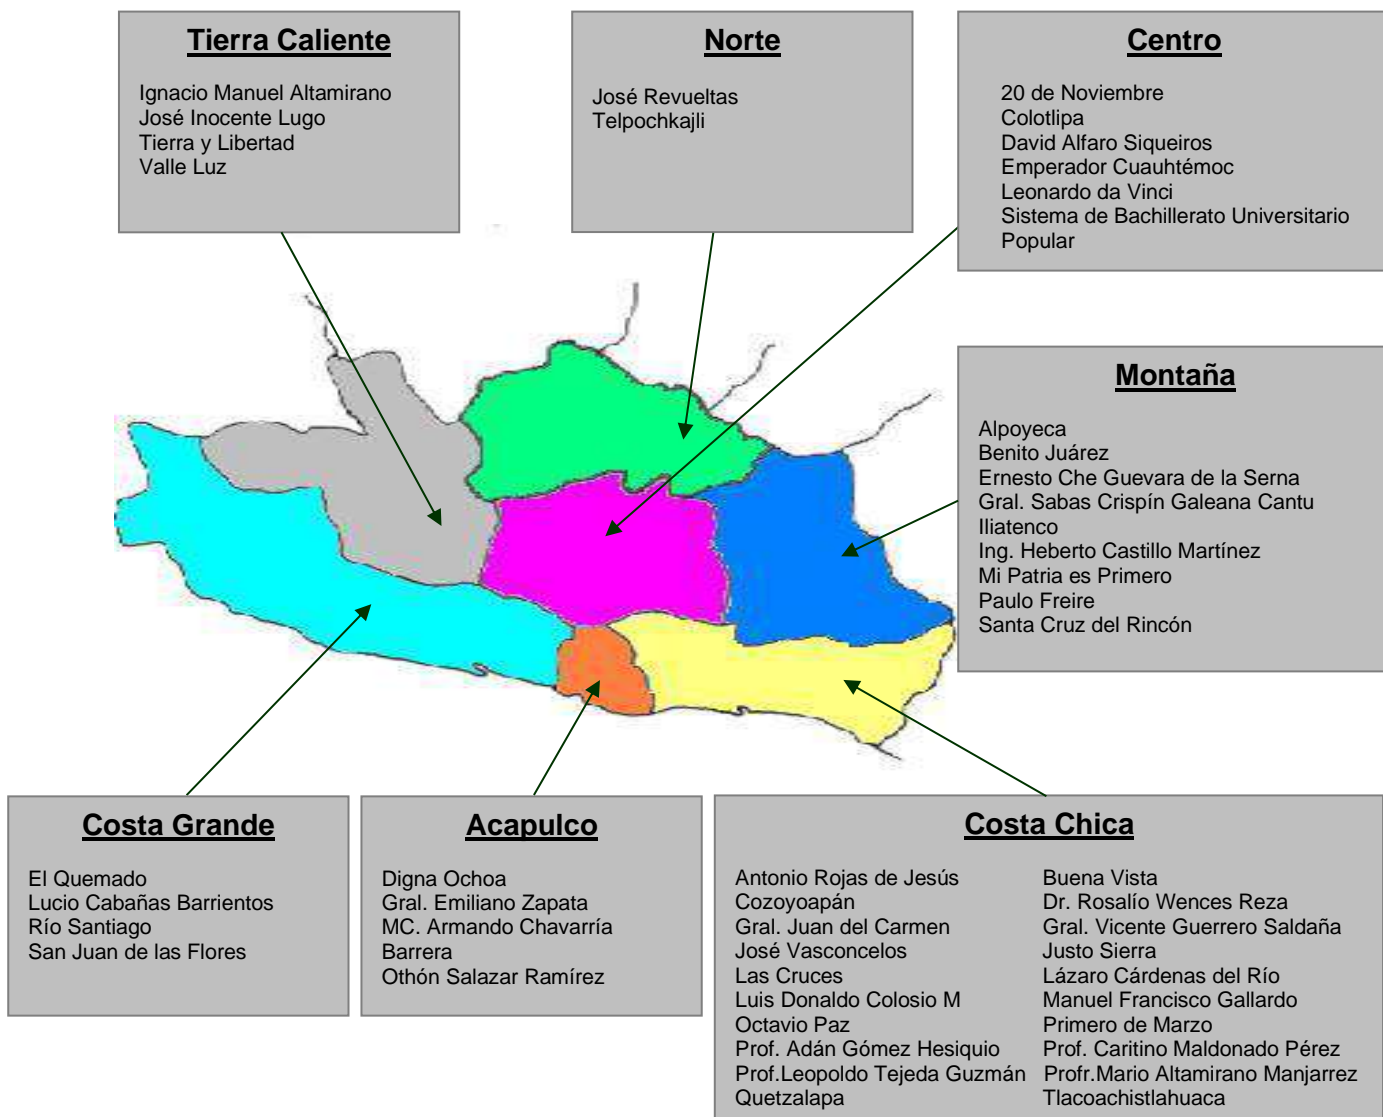 Tierra Caliente
Ignacio Manuel Altamirano
José Inocente Lugo
Tierra y Libertad
Valle Luz
Norte
José Revueltas
Telpochkajli
Centro
20 de Noviembre
Colotlipa
David Alfaro Siqueiros
Emperador Cuauhtémoc
Leonardo da Vinci
Sistema de Bachillerato Universitario
Popular
Montaña
Alpoyeca
Benito Juárez
Ernesto Che Guevara de la Serna
Gral. Sabas Crispín Galeana Cantu
Iliatenco
Ing. Heberto Castillo Martínez
Mi Patria es Primero
Paulo Freire
Santa Cruz del Rincón
Costa Grande
El Quemado
Lucio Cabañas Barrientos
Río Santiago
San Juan de las Flores
Acapulco
Digna Ochoa
Gral. Emiliano Zapata
MC. Armando Chavarría
Barrera
Othón Salazar Ramírez
Costa Chica
Antonio Rojas de Jesús
Cozoyoapán
Gral. Juan del Carmen
José Vasconcelos
Las Cruces
Luis Donaldo Colosio M
Octavio Paz
Prof. Adán Gómez Hesiquio
Prof.Leopoldo Tejeda Guzmán
Quetzalapa
Buena Vista
Dr. Rosalío Wences Reza
Gral. Vicente Guerrero Saldaña
Justo Sierra
Lázaro Cárdenas del Río
Manuel Francisco Gallardo
Primero de Marzo
Prof. Caritino Maldonado Pérez
Profr.Mario Altamirano Manjarrez
Tlacoachistlahuaca